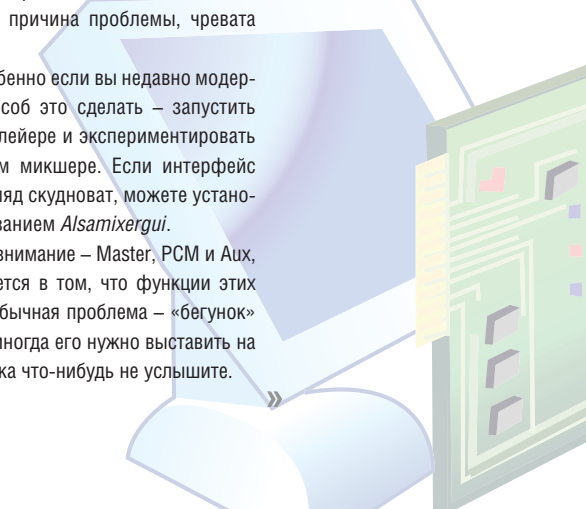 причина проблемы, чревата
бенно если вы недавно модер-
соб это сделать – запустить
лейере и экспериментировать
м микшере. Если интерфейс
ляд скудноват, можете устано-
ванием Alsamixergui.
внимание – Master, PCM и Aux,
ется в том, что функции этих
бычная проблема – «бегунок»
иногда его нужно выставить на
ка что-нибудь не услышите.
»